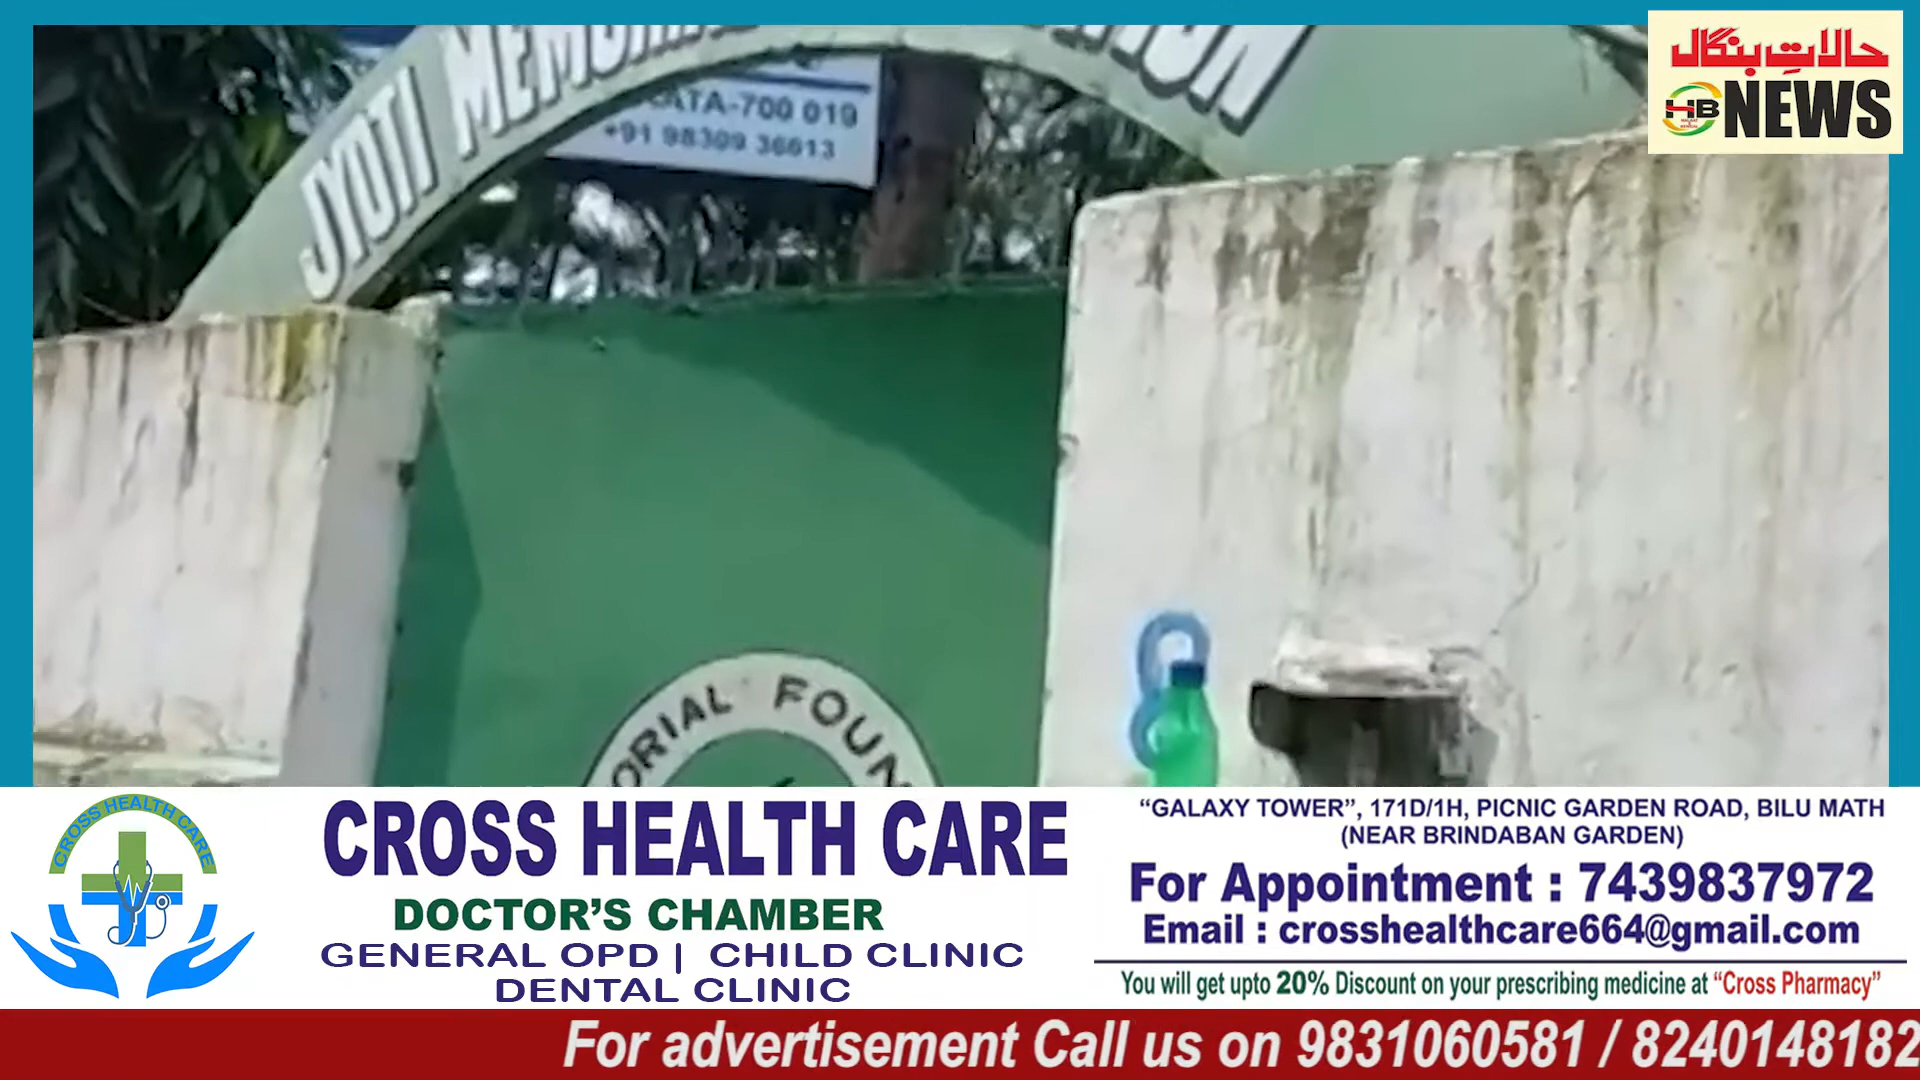 JYOTI MEMORIAL
700 019
+91 98309 36613
ORIAL FOUN
حالاتِ بنگال
HB NEWS
CROSS HEALTH CARE
CROSS HEALTH CARE
DOCTOR'S CHAMBER
GENERAL OPD | CHILD CLINIC
DENTAL CLINIC
“GALAXY TOWER”, 171D/1H, PICNIC GARDEN ROAD, BILU MATH
(NEAR BRINDABAN GARDEN)
For Appointment : 7439837972
Email : crosshealthcare664@gmail.com
You will get upto 20% Discount on your prescribing medicine at “Cross Pharmacy”
For advertisement Call us on 9831060581 / 8240148182